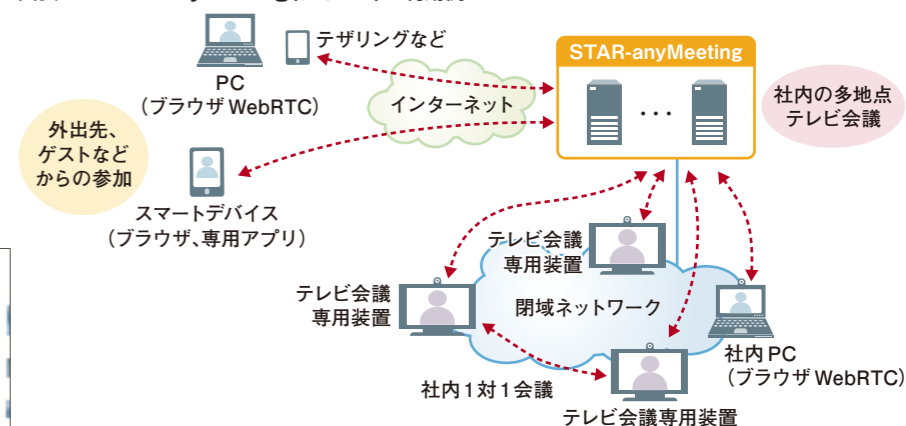 テザリングなど
STAR-anyMeeting
PC
（ブラウザ WebRTC）
インターネット
・・・
社内の多地点
テレビ会議
外出先、
ゲストなど
からの参加
スマートデバイス
（ブラウザ、専用アプリ）
テレビ会議
専用装置
テレビ会議
専用装置
閉域ネットワーク
社内 PC
（ブラウザ WebRTC）
社内１対１会議
テレビ会議専用装置